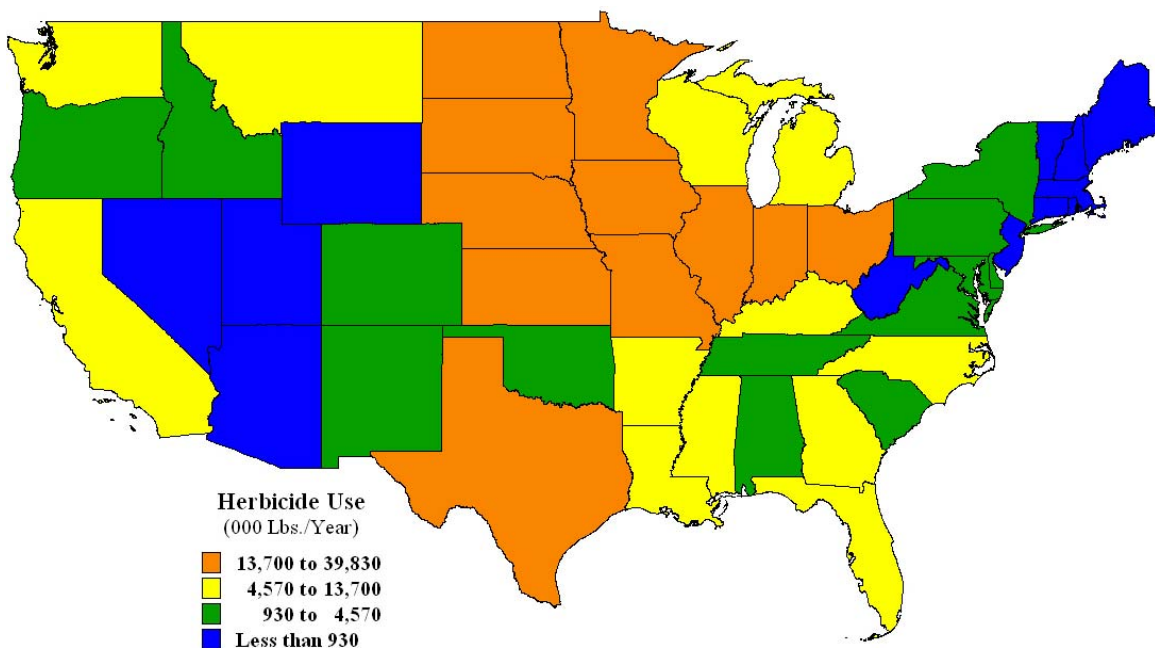 Herbicide Use
(000 Lbs./Year)
13,700 to 39,830
4,570 to 13,700
930 to 4,570
Less than 930